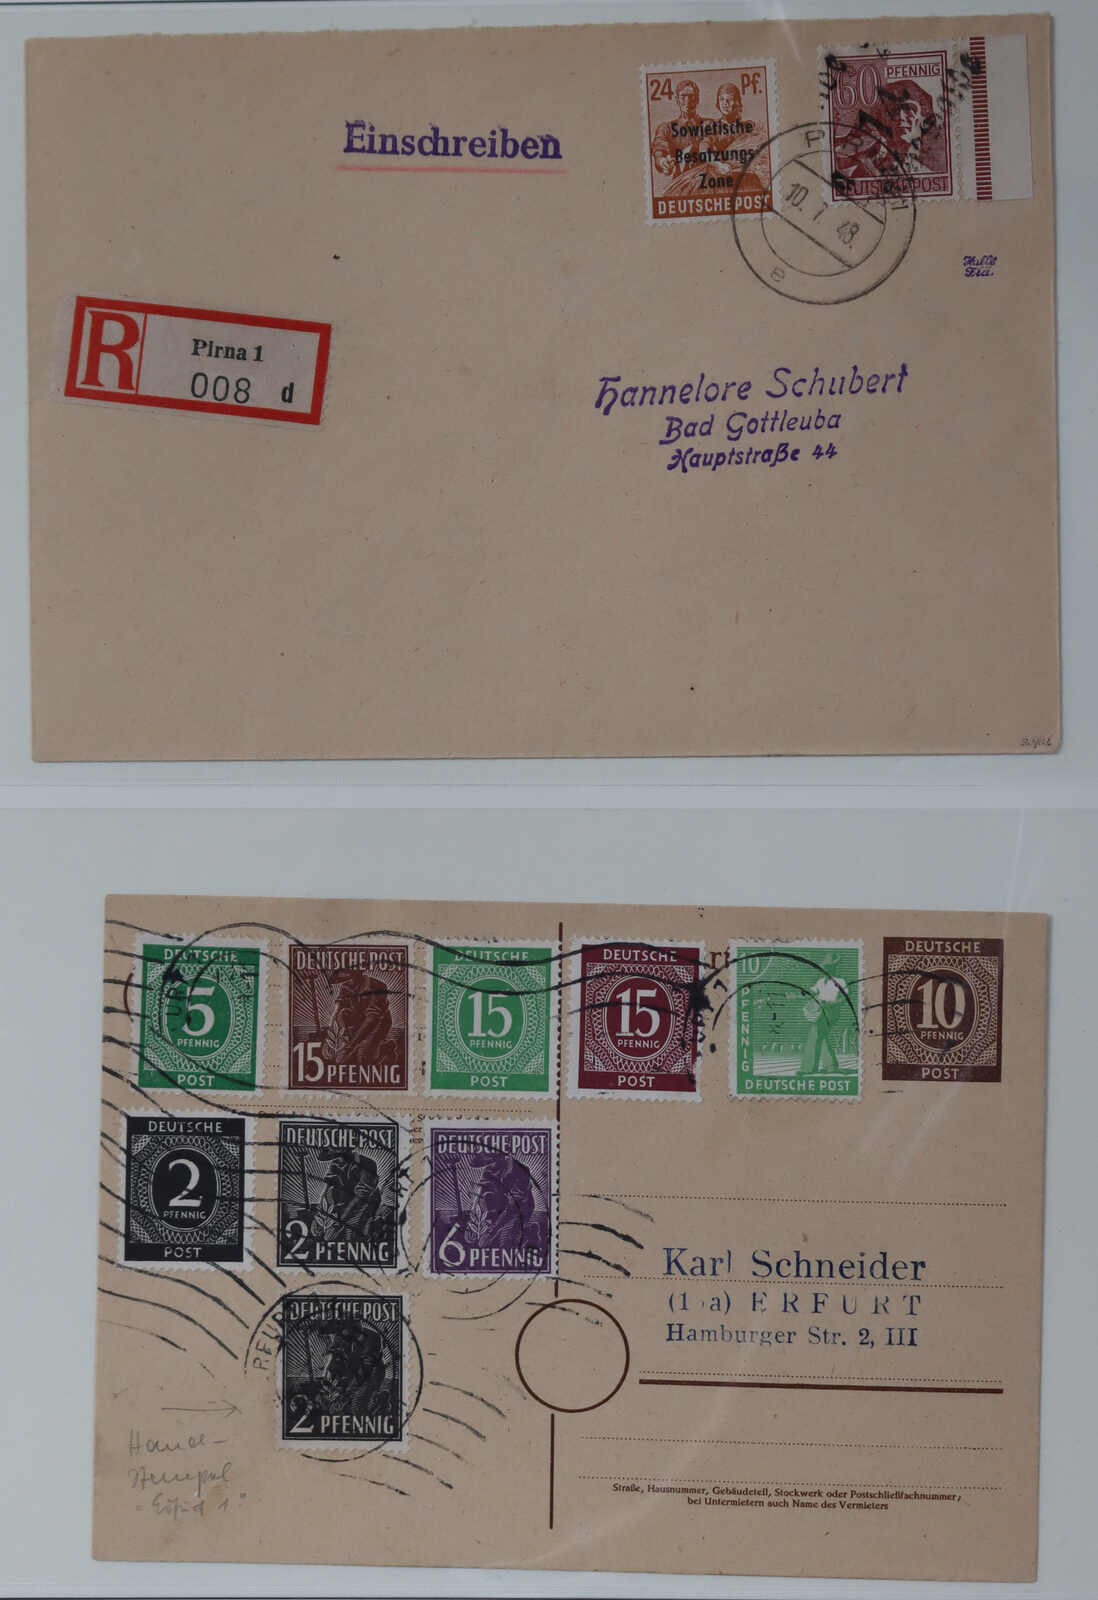 Einschreiben
24 Pf.
Sowjetische
Besatzungs
Zone
DEUTSCHE POST
60 PFENNIG
DEUTSCHE POST
10. 7. 48.
e
R
Pirna 1
008 d
Hannelore Schubert
Bad Gottleuba
Hauptstraße 44
DEUTSCHE
5
PFENNIG
POST
DEUTSCHE POST
15 PFENNIG
DEUTSCHE
15
PFENNIG
POST
DEUTSCHE
15
PFENNIG
POST
10
PFENNIG
DEUTSCHE POST
DEUTSCHE
10
PFENNIG
POST
DEUTSCHE
2
PFENNIG
POST
DEUTSCHE POST
2 PFENNIG
DEUTSCHE POST
6 PFENNIG
DEUTSCHE POST
2 PFENNIG
Karl Schneider
ERFURT
Hamburger Str. 2, III
Straße, Hausnummer, Gebäudeteil, Stockwerk oder Postschließfachnummer;
bei Untermietern auch Name des Vermieters